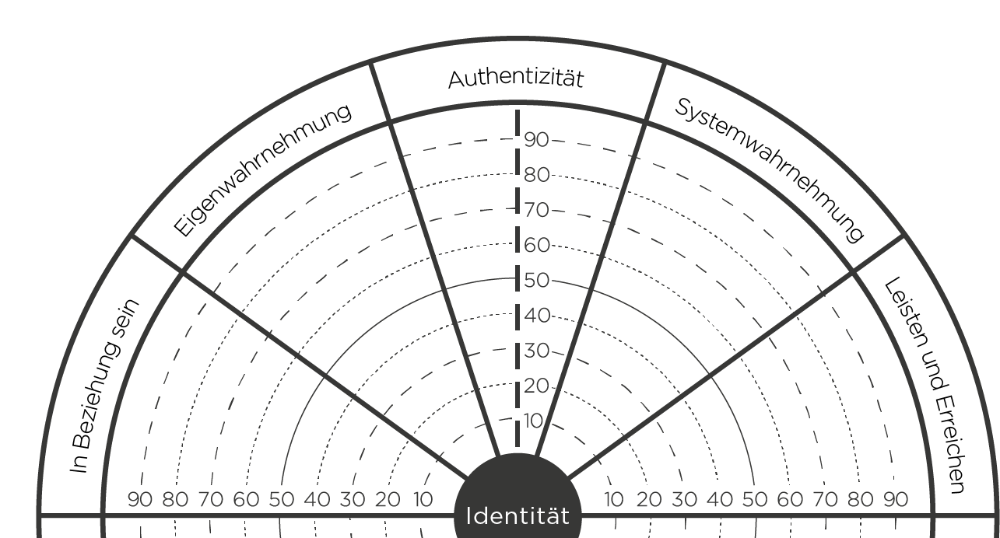 Authentizität
Eigenwahrnehmung
Systemwahrnehmung
In Beziehung sein
Leisten und Erreichen
90
80
70
60
50
40
30
20
10
90 80 70 60 50 40 30 20 10
10 20 30 40 50 60 70 80 90
Identität